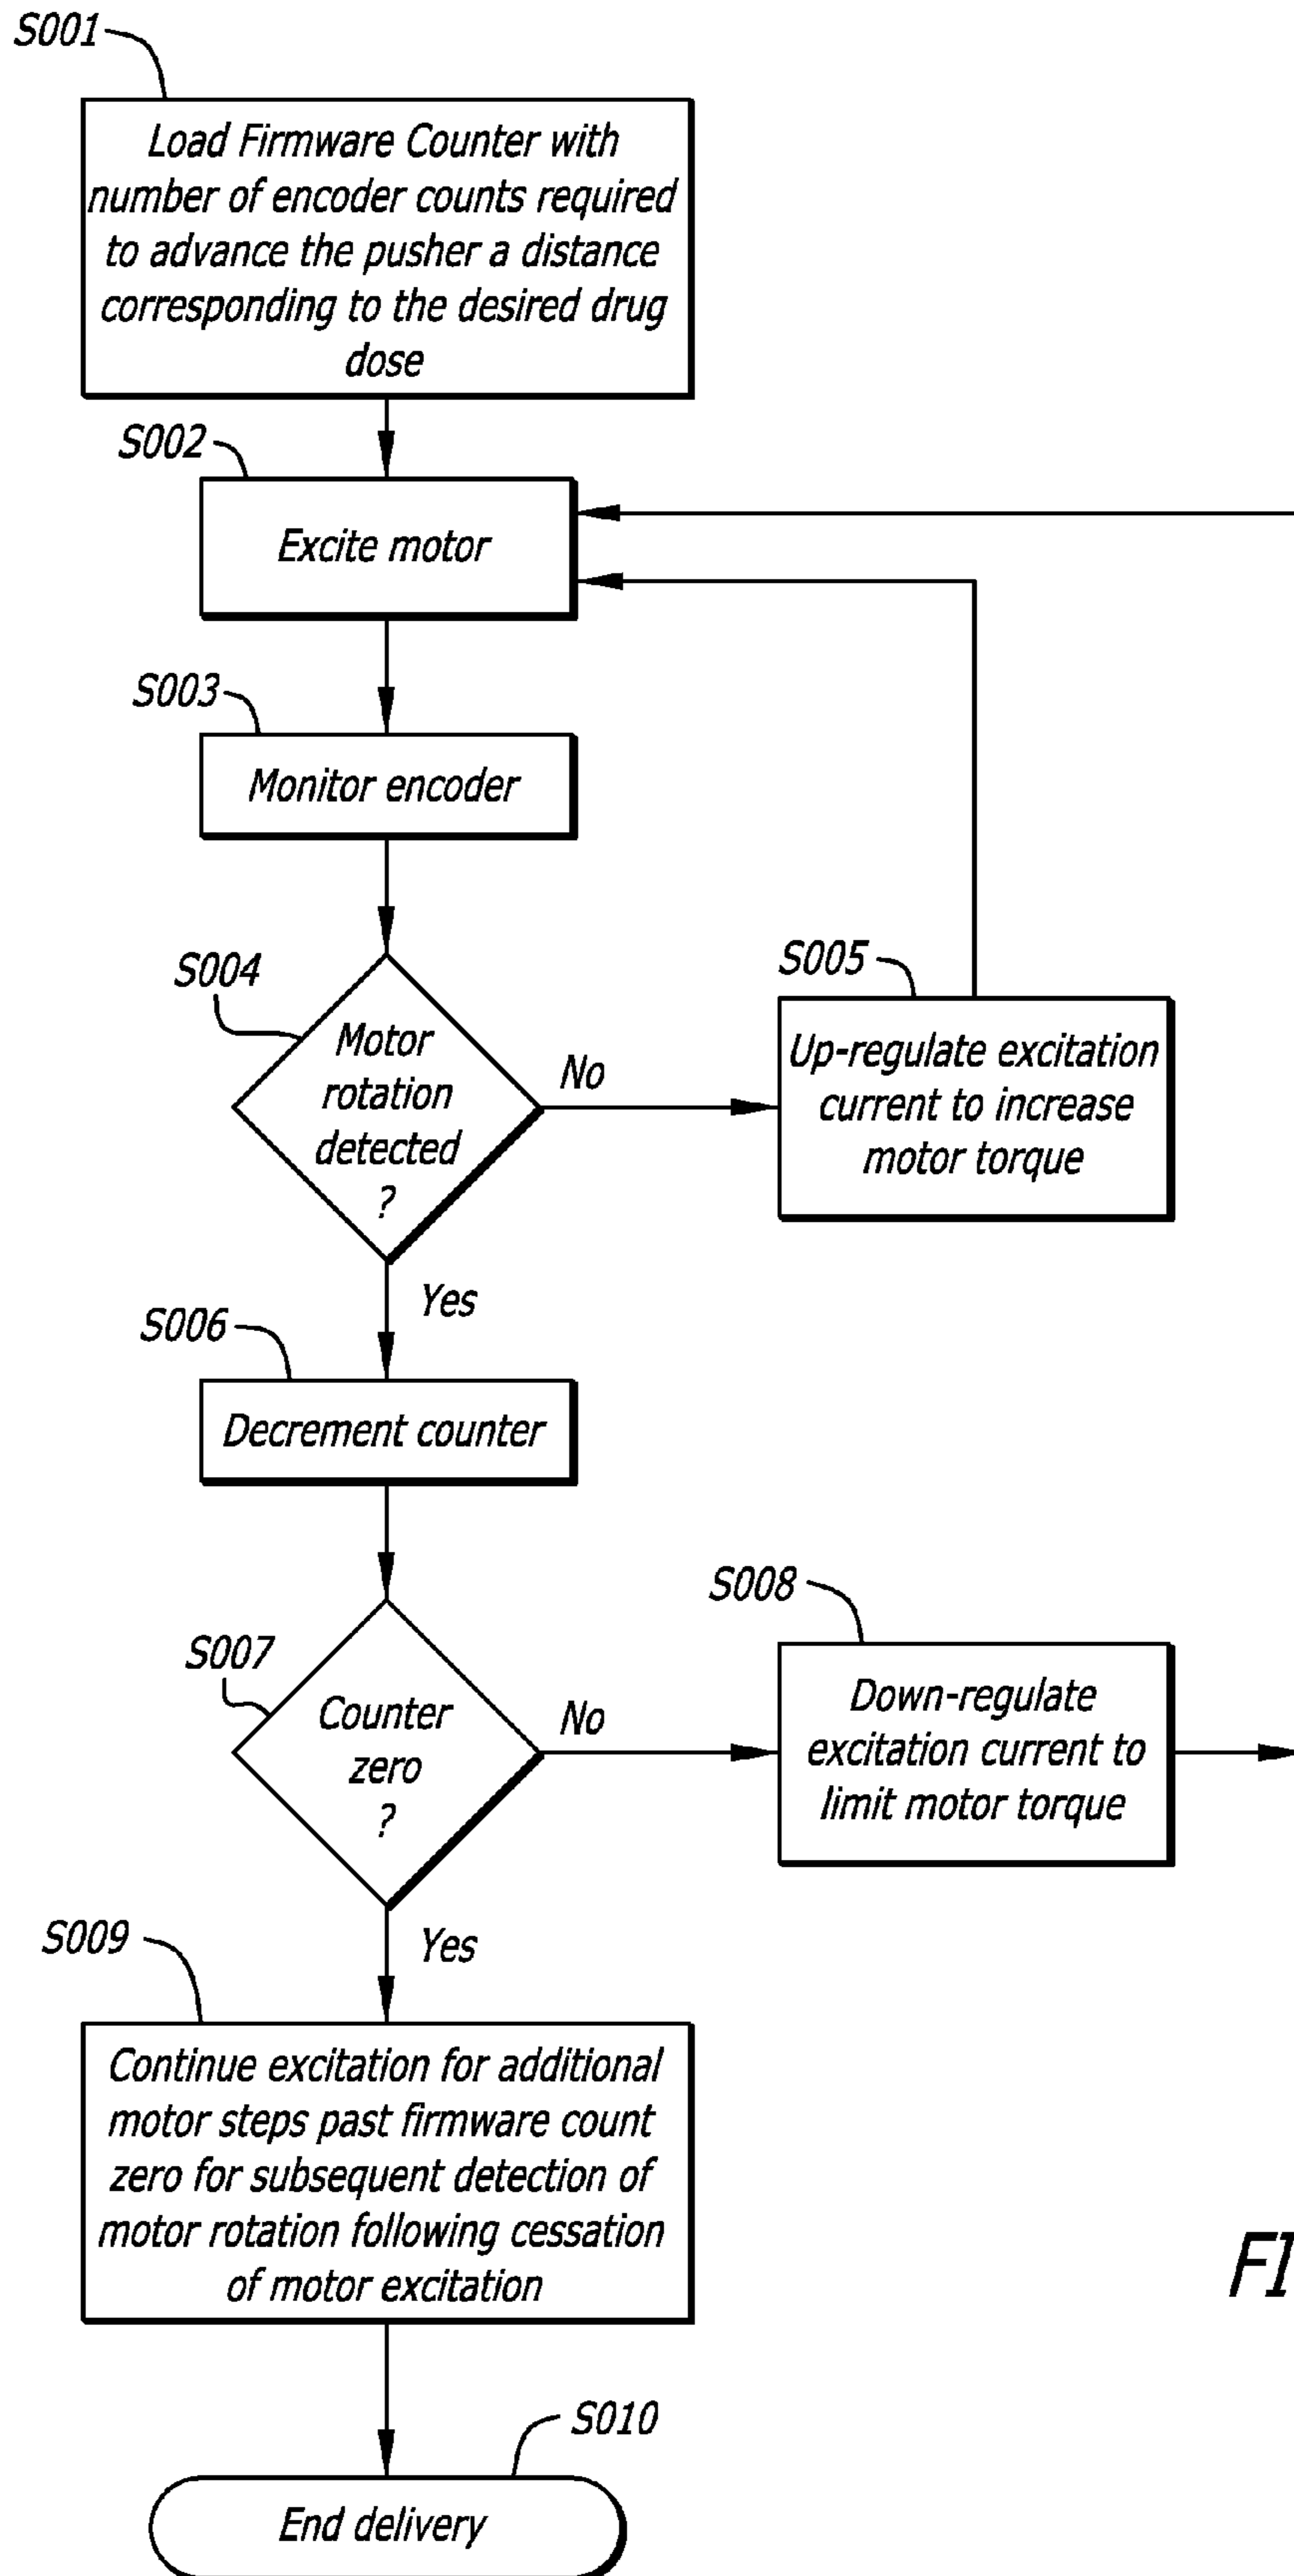 S001
Load Firmware Counter with
number of encoder counts required
to advance the pusher a distance
corresponding to the desired drug
dose
S002
Excite motor
S003
Monitor encoder
S004
Motor
rotation
detected
?
No
S005
Up-regulate excitation
current to increase
motor torque
Yes
S006
Decrement counter
S007
Counter
zero
?
No
S008
Down-regulate
excitation current to
limit motor torque
Yes
S009
Continue excitation for additional
motor steps past firmware count
zero for subsequent detection of
motor rotation following cessation
of motor excitation
FI
S010
End delivery